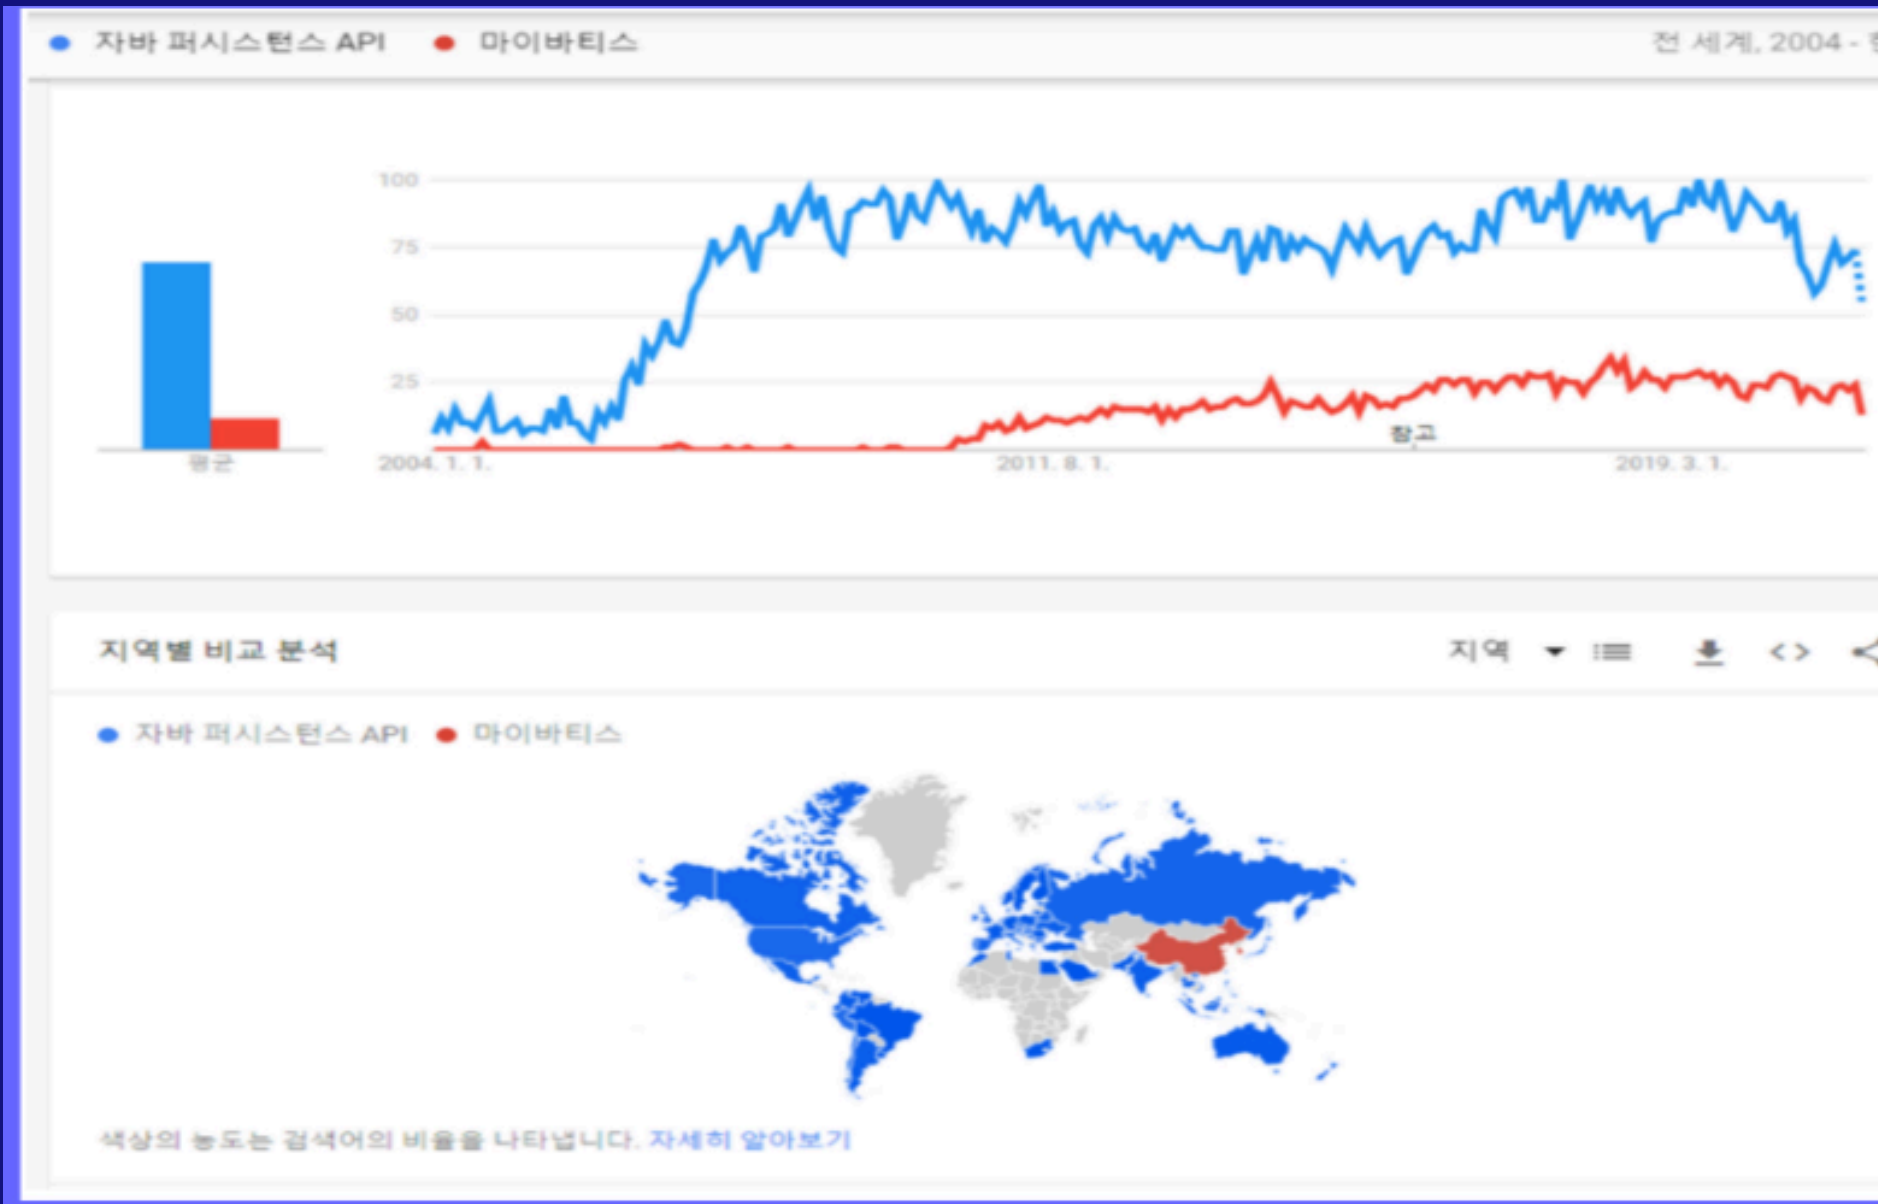 자바 퍼시스턴스 API 마이바티스 전 세계, 2004 -
100
75
50
25
평균 2004. 1. 1. 2011. 8. 1. 2019. 3. 1.
참고
지역별 비교 분석 지역
자바 퍼시스턴스 API 마이바티스
색상의 농도는 검색어의 비율을 나타냅니다. 자세히 알아보기